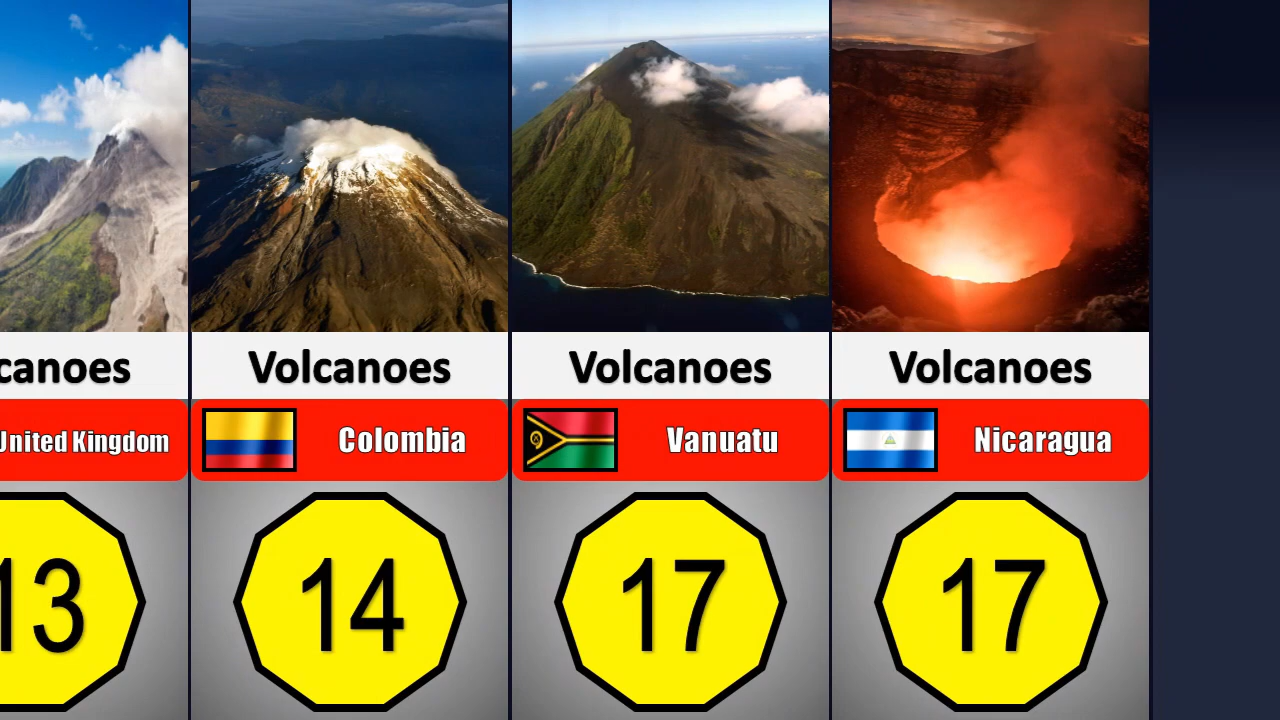 canoes
United Kingdom
13
Volcanoes
Colombia
14
Volcanoes
Vanuatu
17
Volcanoes
Nicaragua
17